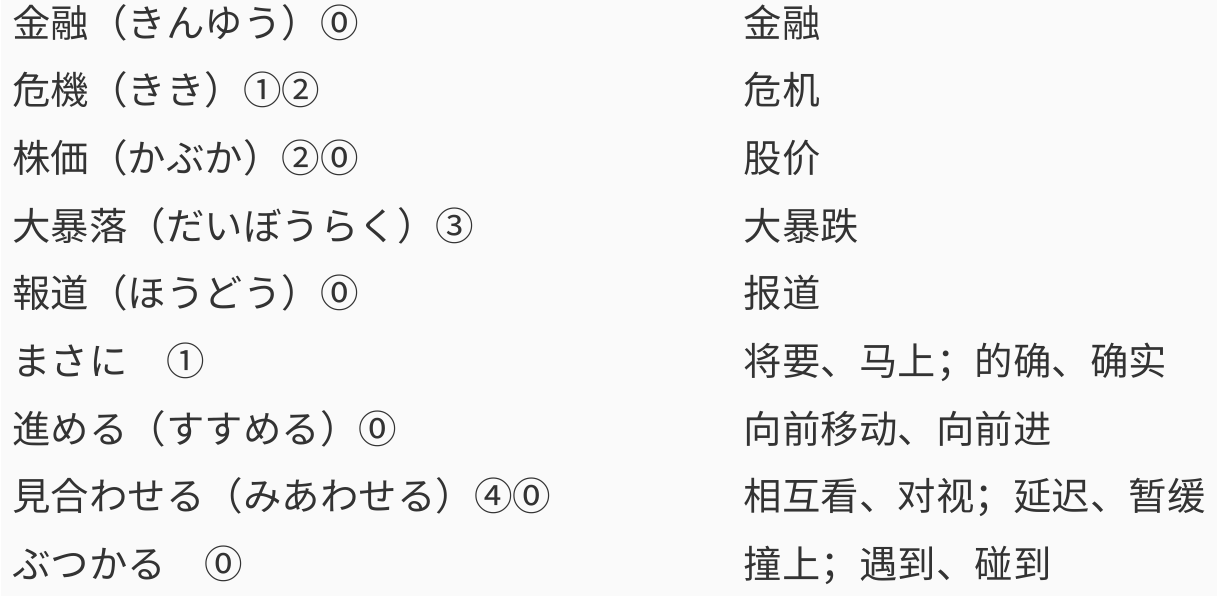 金融（きんゆう）⓪ 金融
危機（きき）①② 危机
株価（かぶか）②⓪ 股价
大暴落（だいぼうらく）③ 大暴跌
報道（ほうどう）⓪ 报道
まさに　① 将要、马上；的确、确实
進める（すすめる）⓪ 向前移动、向前进
見合わせる（みあわせる）④⓪ 相互看、对视；延迟、暂缓
ぶつかる　⓪ 撞上；遇到、碰到